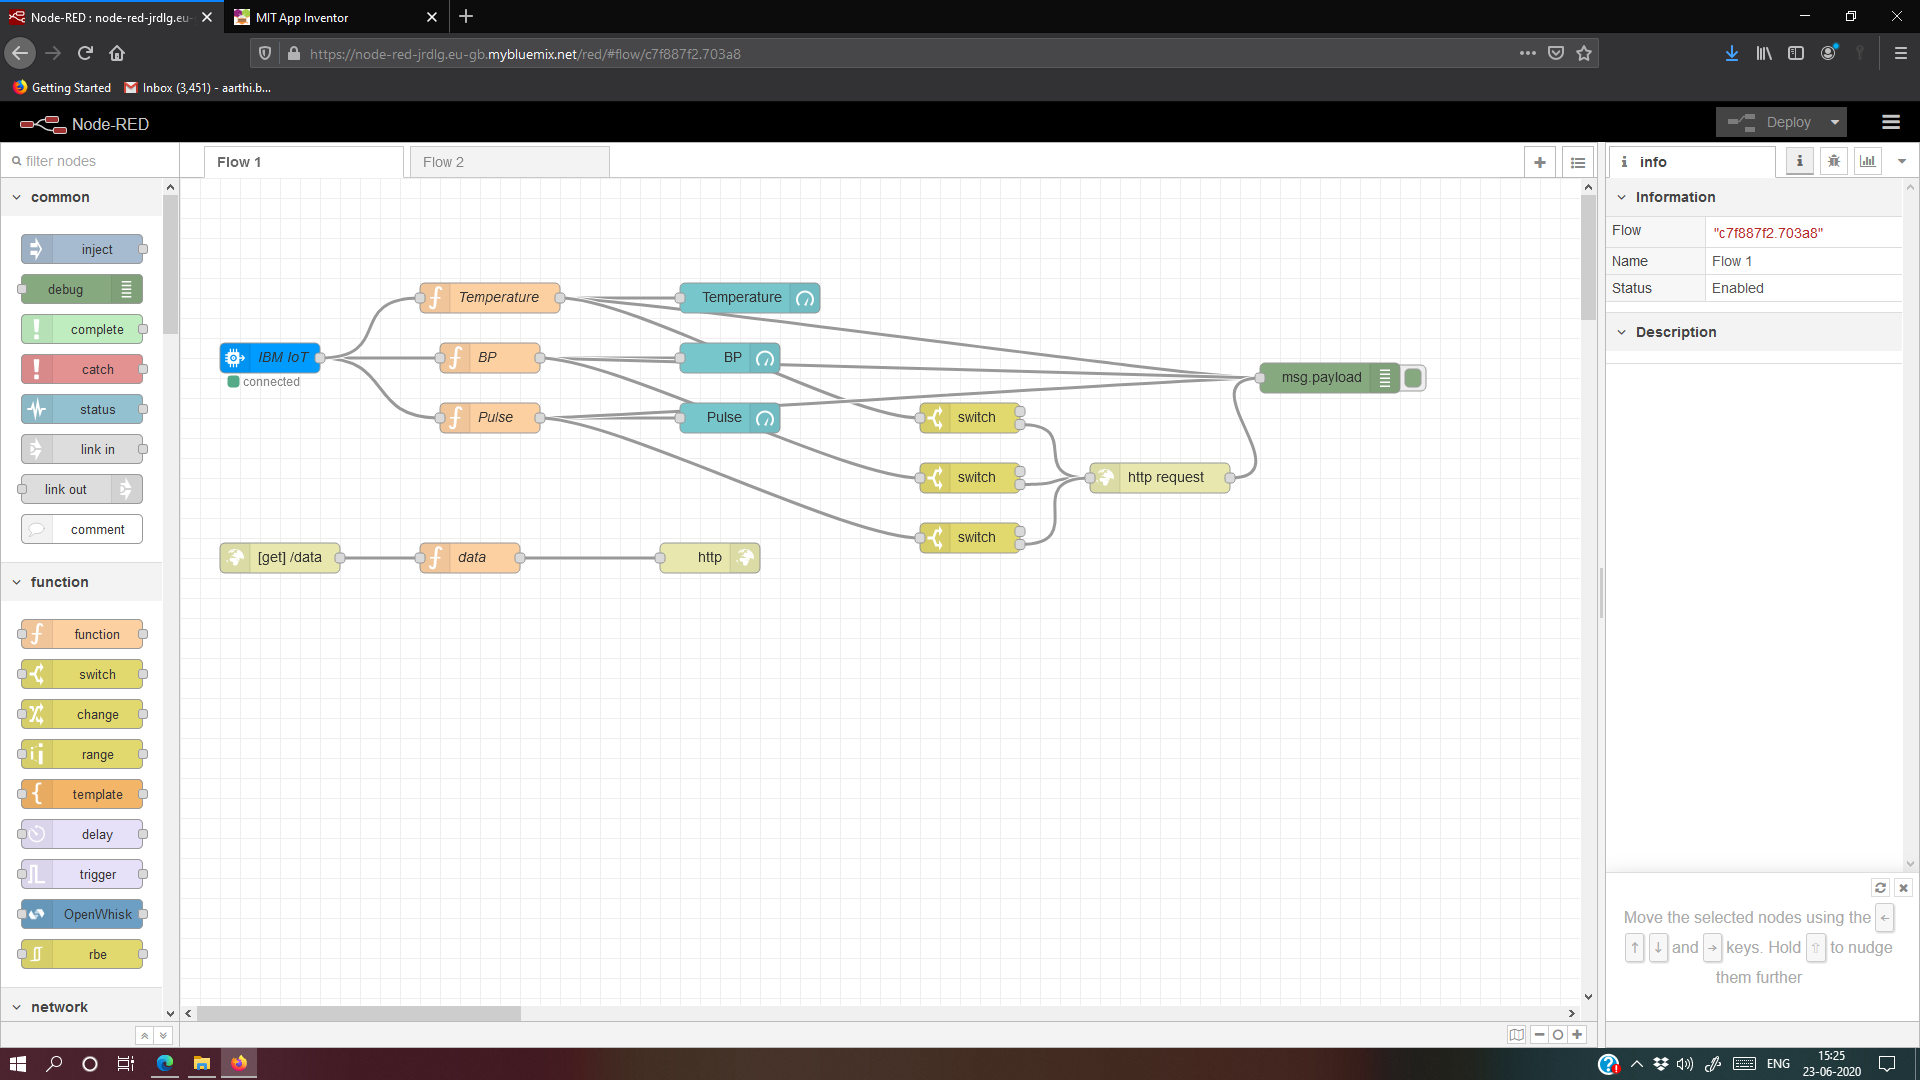 Node-RED : node-red-jrdlg.eu-
MIT App Inventor
https://node-red-jrdlg.eu-gb.mybluemix.net/red/#flow/c7f887f2.703a8
Getting Started
Inbox (3,451) - aarthi.b...
Node-RED
Deploy
filter nodes
Flow 1
Flow 2
info
common
inject
debug
complete
catch
status
link in
link out
comment
function
function
switch
change
range
template
delay
trigger
OpenWhisk
rbe
network
IBM IoT
connected
Temperature
BP
Pulse
Temperature
BP
Pulse
switch
switch
switch
http request
msg.payload
[get] /data
data
http
Information
Flow
"c7f887f2.703a8"
Name
Flow 1
Status
Enabled
Description
Move the selected nodes using the ←
↑ ↓ and → keys. Hold ⇧ to nudge
them further
ENG
15:25
23-06-2020